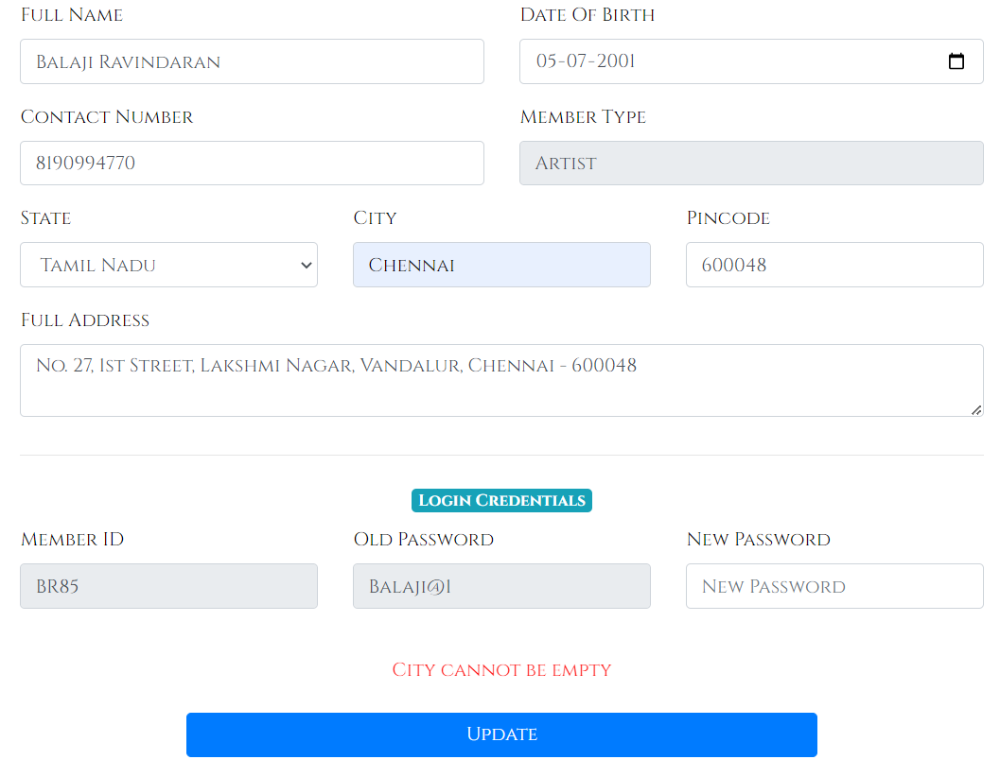 Full Name
Date Of Birth
Balaji Ravindaran
05-07-2001
Contact Number
Member Type
8190994770
Artist
State
City
Pincode
Tamil Nadu
Chennai
600048
Full Address
No. 27, 1st Street, Lakshmi Nagar, Vandalur, Chennai - 600048
Login Credentials
Member ID
Old Password
New Password
BR85
Balaji@1
New Password
City cannot be empty
Update